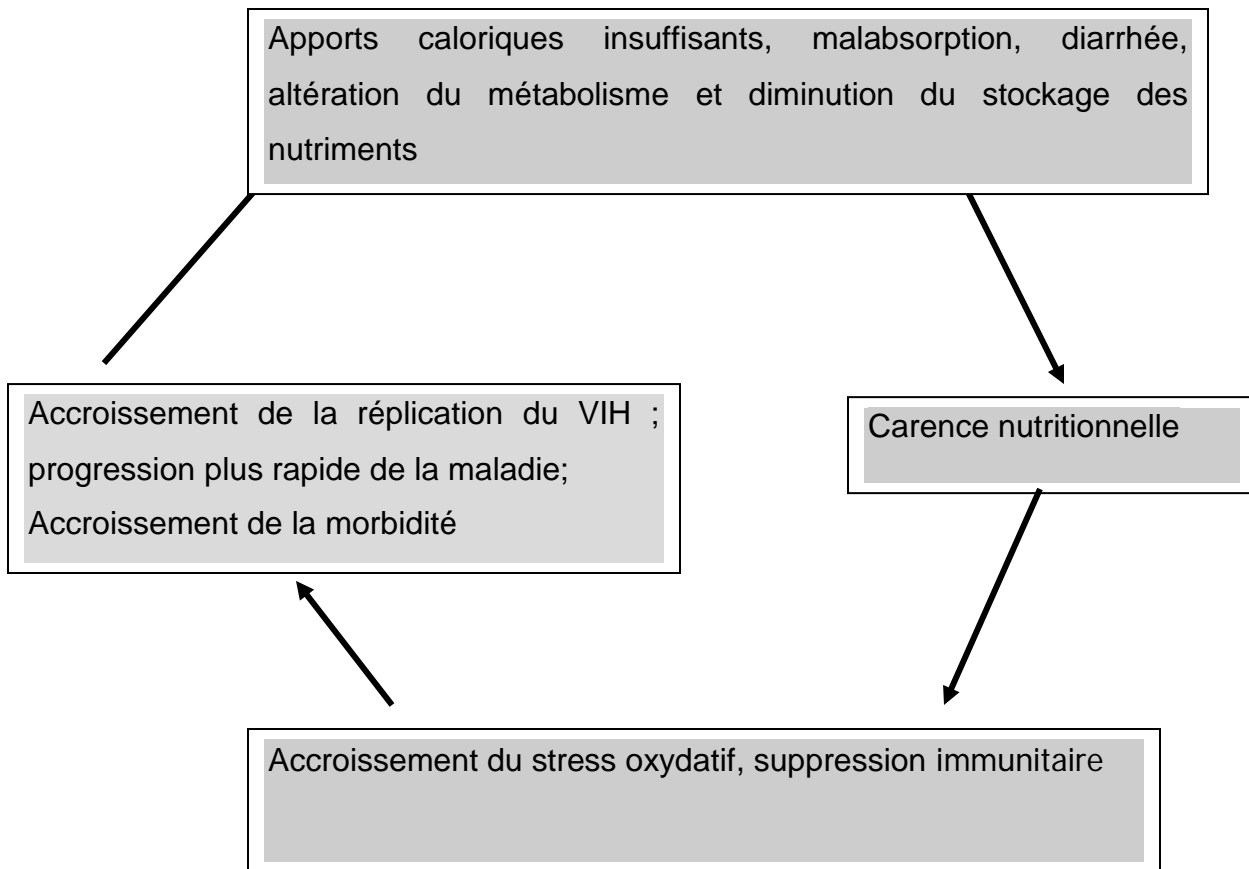 Apports caloriques insuffisants, malabsorption, diarrhée,
altération du métabolisme et diminution du stockage des
nutriments
Accroissement de la réplication du VIH ;
progression plus rapide de la maladie;
Accroissement de la morbidité
Carence nutritionnelle
Accroissement du stress oxydatif, suppression immunitaire